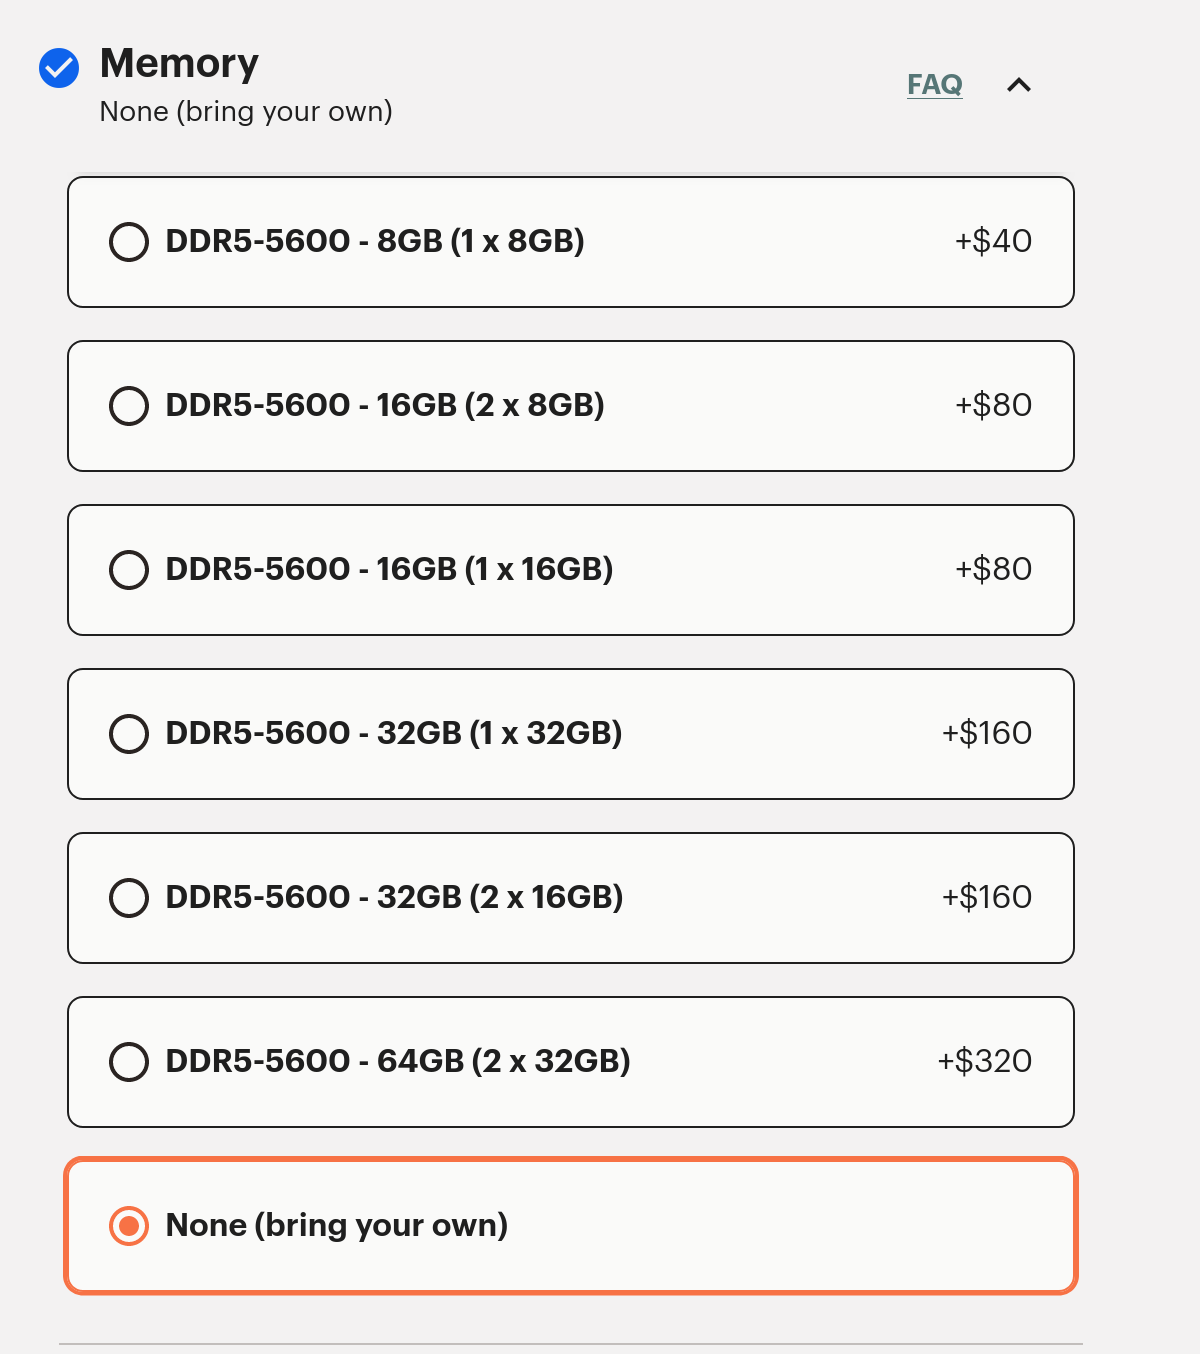 Memory
None (bring your own)
FAQ
DDR5-5600 - 8GB (1 x 8GB) +$40
DDR5-5600 - 16GB (2 x 8GB) +$80
DDR5-5600 - 16GB (1 x 16GB) +$80
DDR5-5600 - 32GB (1 x 32GB) +$160
DDR5-5600 - 32GB (2 x 16GB) +$160
DDR5-5600 - 64GB (2 x 32GB) +$320
None (bring your own)